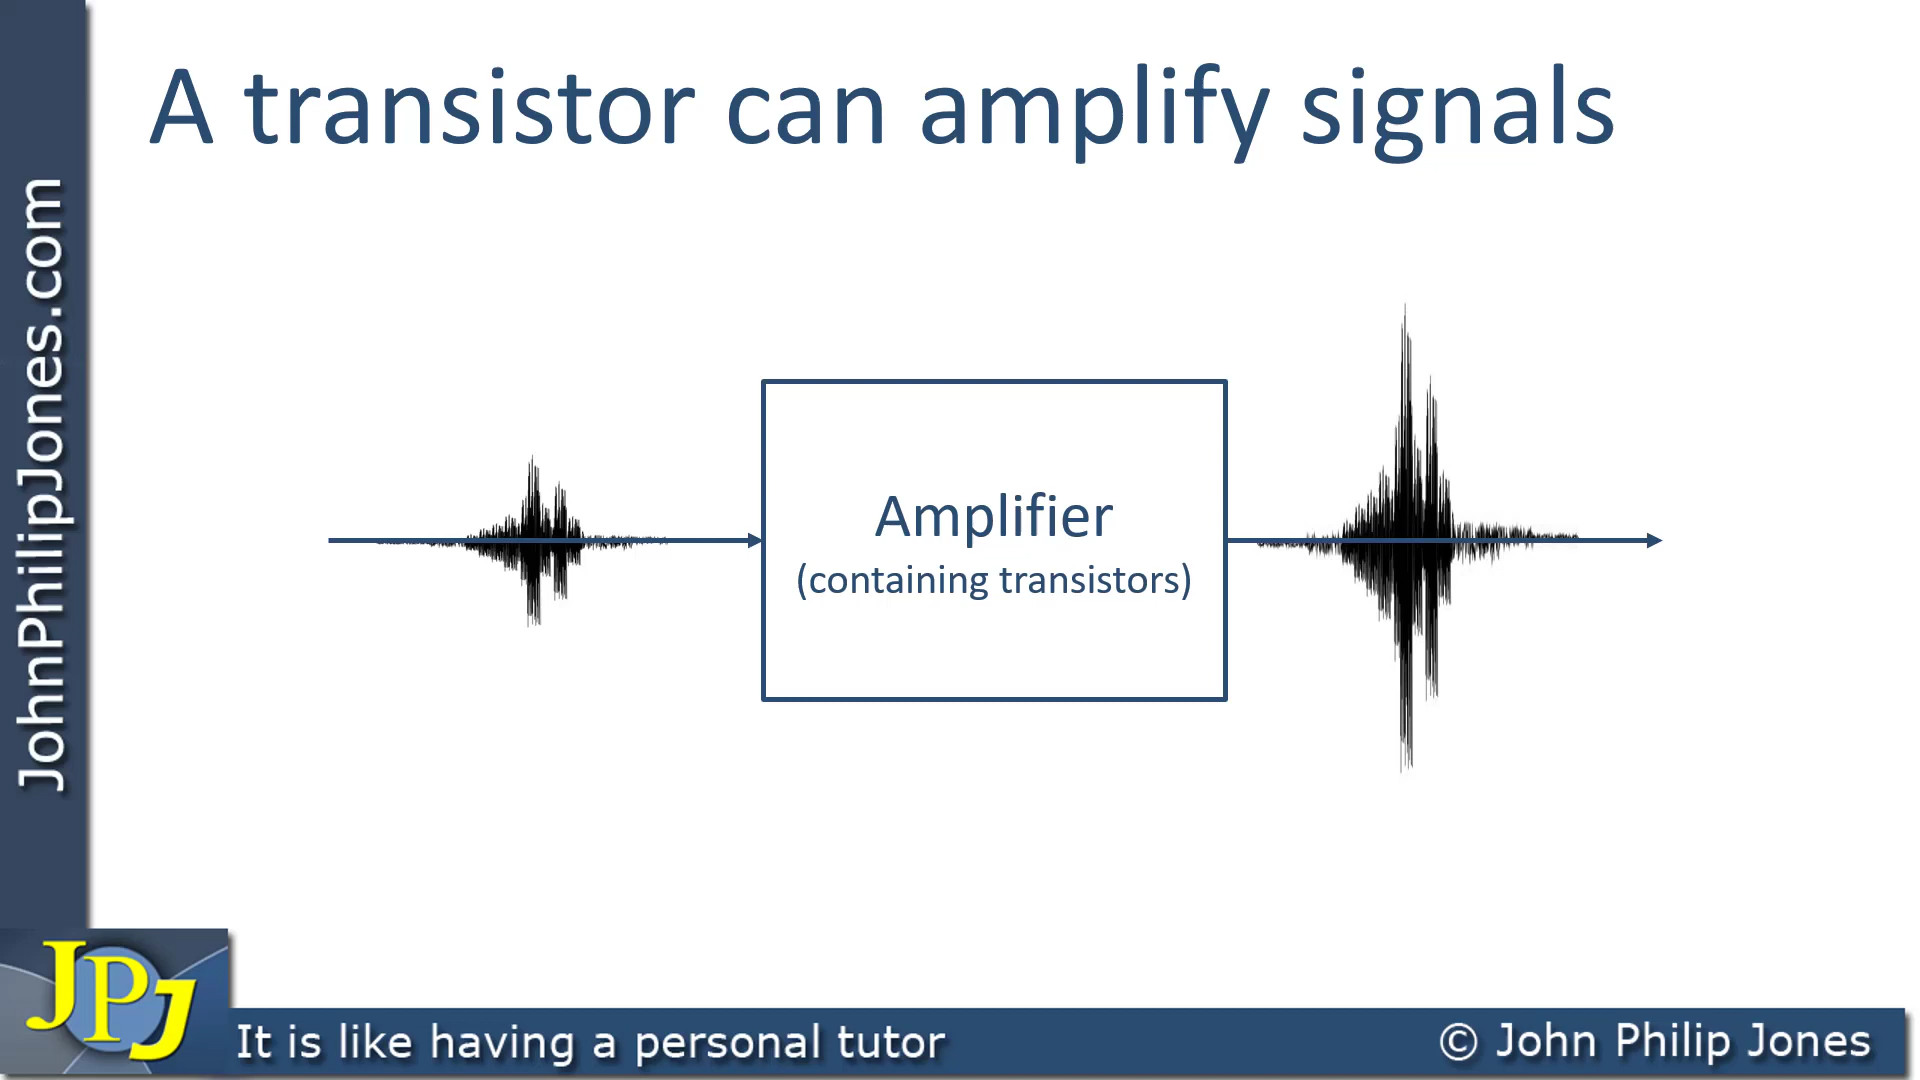 A transistor can amplify signals
JohnPhilipJones.com
Amplifier
(containing transistors)
JPJ
It is like having a personal tutor
© John Philip Jones